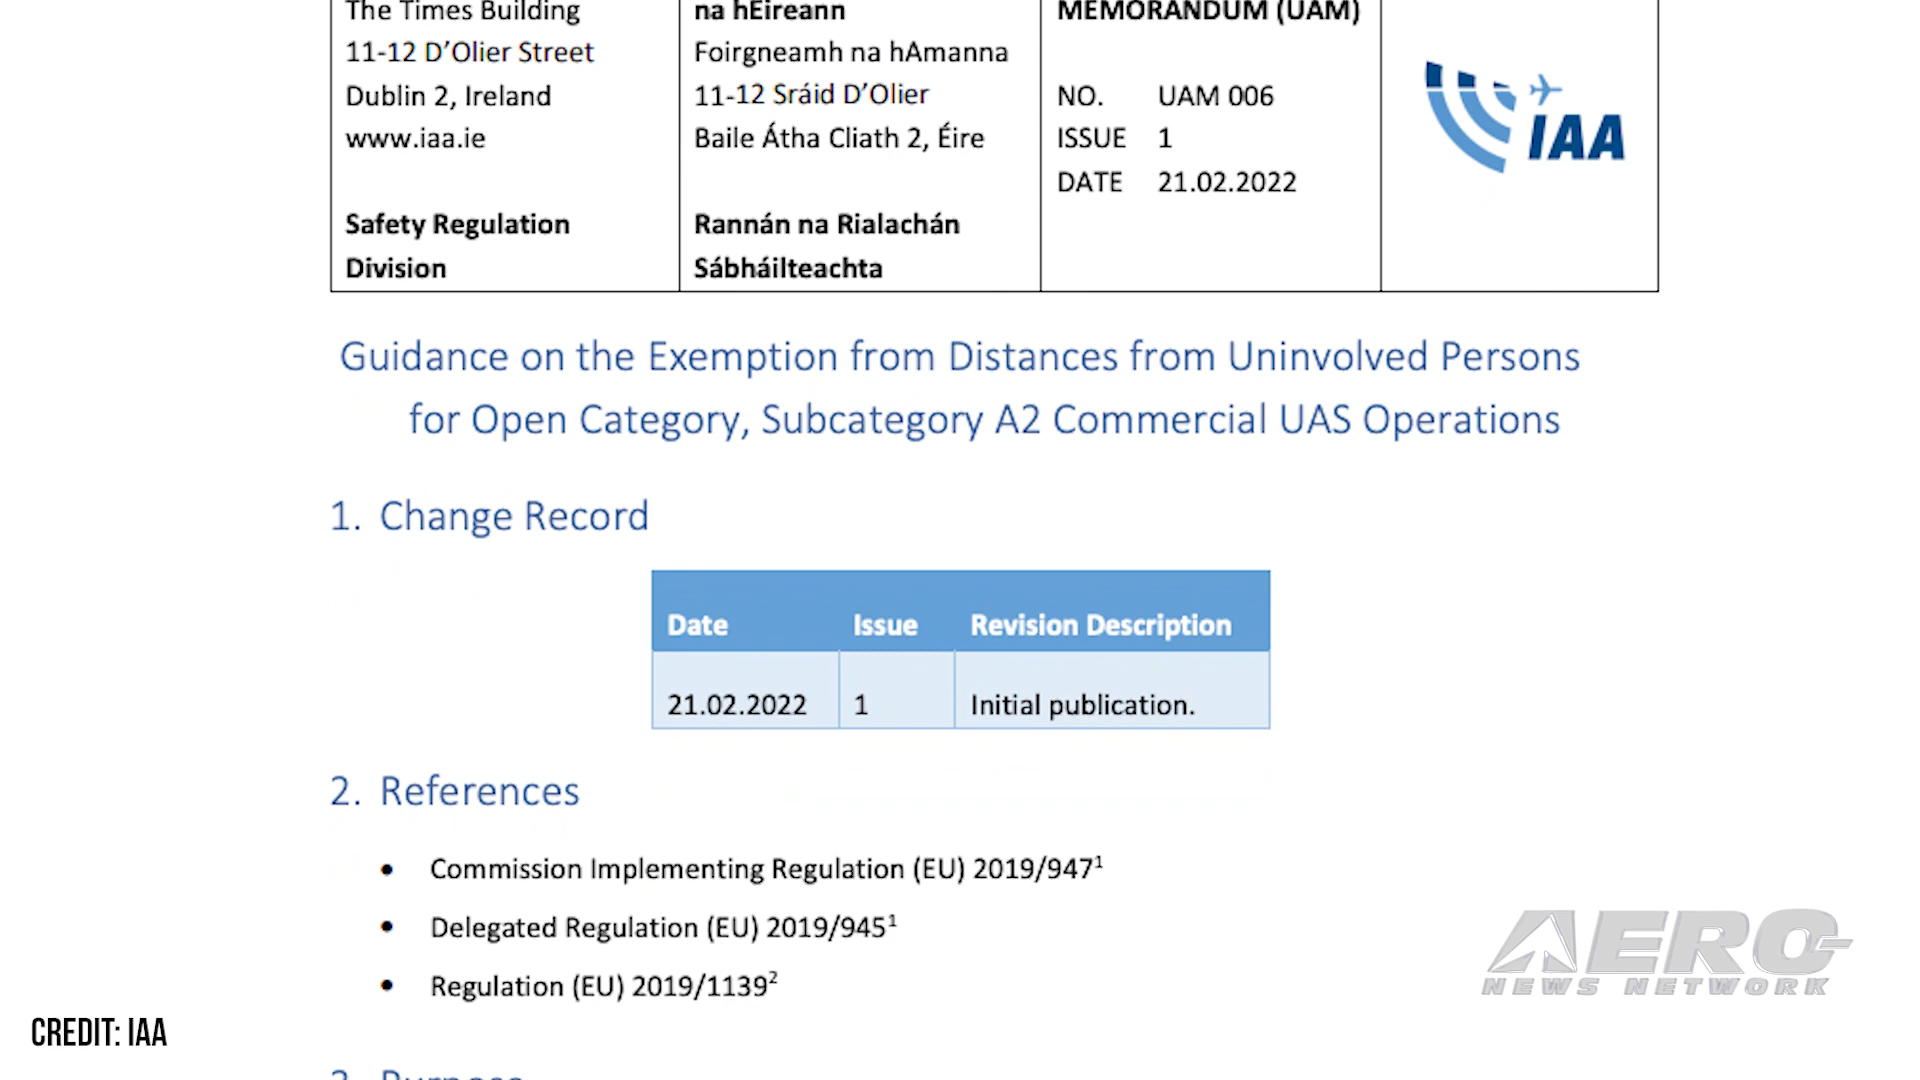 The Times Building
11-12 D’Olier Street
Dublin 2, Ireland
www.iaa.ie
Safety Regulation
Division
na hÉireann
Foirgneamh na hAmanna
11-12 Sráid D’Olier
Baile Átha Cliath 2, Éire
Rannán na Rialachán
Sábháilteachta
MEMORANDUM (UAM)
NO. UAM 006
ISSUE 1
DATE 21.02.2022
IAA
Guidance on the Exemption from Distances from Uninvolved Persons
for Open Category, Subcategory A2 Commercial UAS Operations
1. Change Record
Date Issue Revision Description
21.02.2022 1 Initial publication.
2. References
• Commission Implementing Regulation (EU) 2019/947¹
• Delegated Regulation (EU) 2019/945¹
• Regulation (EU) 2019/1139²
3. Purpose
AERO
NEWS NETWORK
CREDIT: IAA